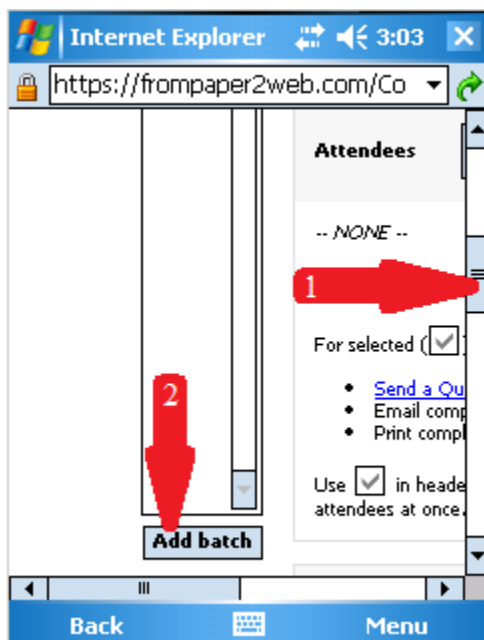 Internet Explorer 3:03
https://frompaper2web.com/Co
Attendees
-- NONE --
1
For selected (
Send a Qu
Email comp
Print compl
2
Use in heade
attendees at once.
Add batch
Back Menu